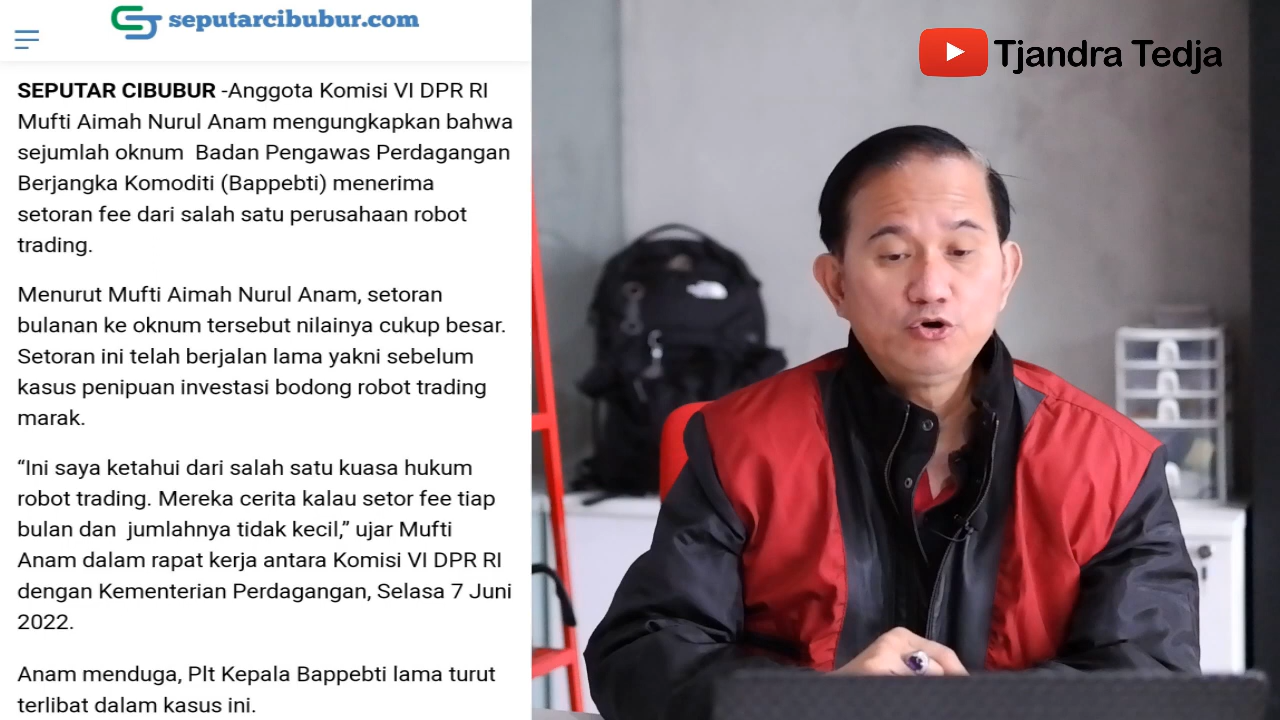 seputarcibubur.com
Tjandra Tedja
SEPUTAR CIBUBUR -Anggota Komisi VI DPR RI
Mufti Aimah Nurul Anam mengungkapkan bahwa
sejumlah oknum Badan Pengawas Perdagangan
Berjangka Komoditi (Bappebti) menerima
setoran fee dari salah satu perusahaan robot
trading.
Menurut Mufti Aimah Nurul Anam, setoran
bulanan ke oknum tersebut nilainya cukup besar.
Setoran ini telah berjalan lama yakni sebelum
kasus penipuan investasi bodong robot trading
marak.
“Ini saya ketahui dari salah satu kuasa hukum
robot trading. Mereka cerita kalau setor fee tiap
bulan dan jumlahnya tidak kecil,” ujar Mufti
Anam dalam rapat kerja antara Komisi VI DPR RI
dengan Kementerian Perdagangan, Selasa 7 Juni
2022.
Anam menduga, Plt Kepala Bappebti lama turut
terlibat dalam kasus ini.